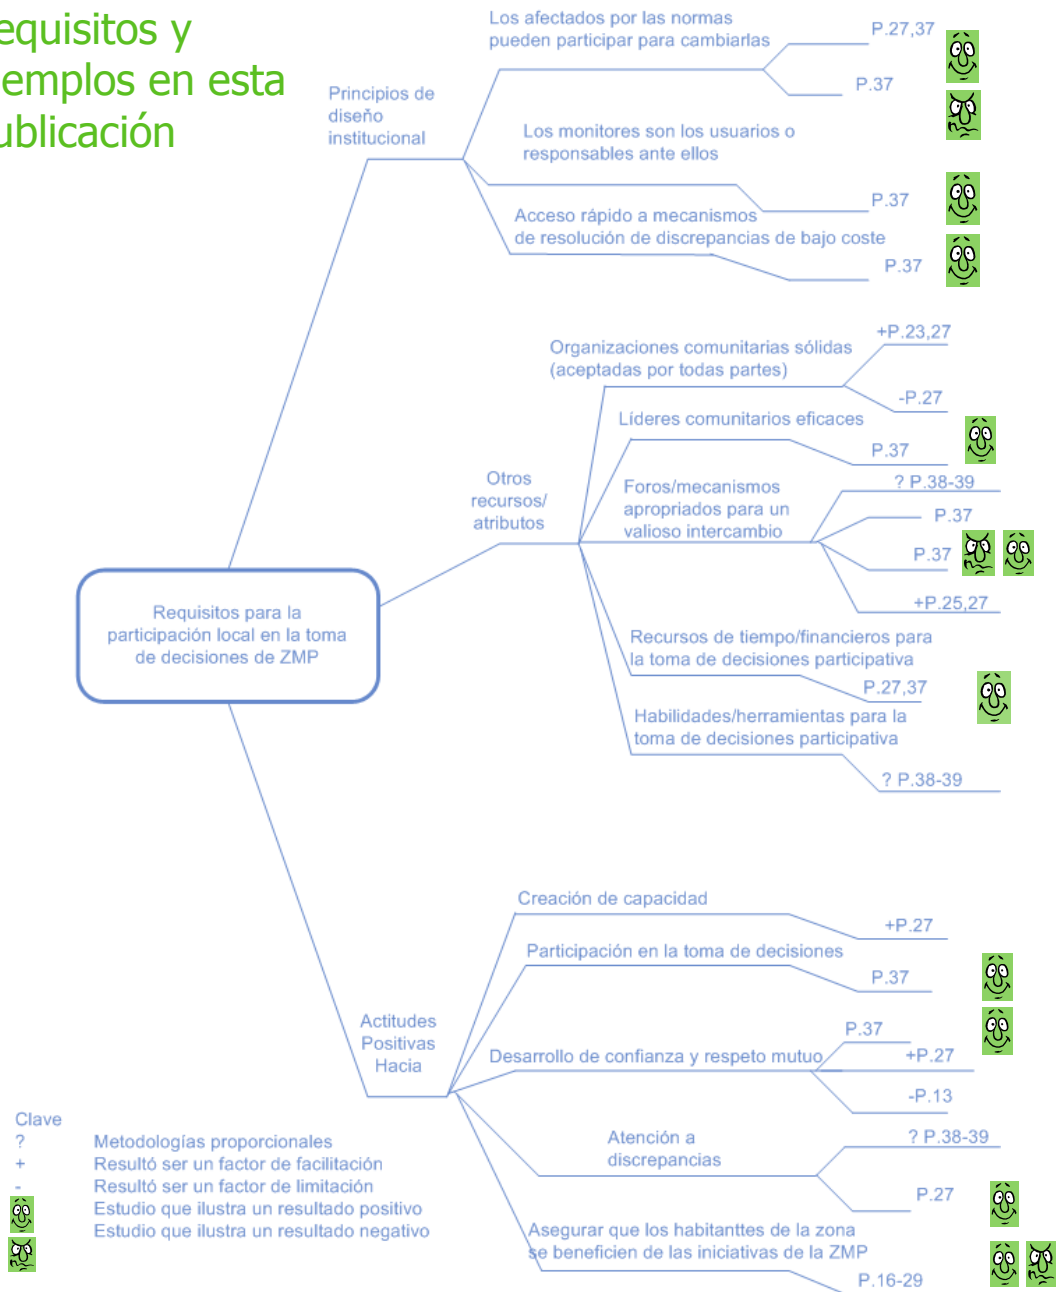 equisitos y
emplos en esta
ublicación
Principios de
diseño
institucional
Los afectados por las normas
pueden participar para cambiarlas
P.27,37
P.37
Los monitores son los usuarios o
responsables ante ellos
P.37
Acceso rápido a mecanismos
de resolución de discrepancias de bajo coste
P.37
Otros
recursos/
atributos
Organizaciones comunitarias sólidas
(aceptadas por todas partes)
+P.23,27
-P.27
Líderes comunitarios eficaces
P.37
Foros/mecanismos
apropiados para un
valioso intercambio
? P.38-39
P.37
P.37
+P.25,27
Recursos de tiempo/financieros para
la toma de decisiones participativa
P.27,37
Habilidades/herramientas para la
toma de decisiones participativa
? P.38-39
Requisitos para la
participación local en la toma
de decisiones de ZMP
Actitudes
Positivas
Hacia
Creación de capacidad
+P.27
Participación en la toma de decisiones
P.37
Desarrollo de confianza y respeto mutuo
P.37
+P.27
-P.13
Atención a
discrepancias
? P.38-39
P.27
Asegurar que los habitanttes de la zona
se beneficien de las iniciativas de la ZMP
P.16-29
Clave
? Metodologías proporcionales
+ Resultó ser un factor de facilitación
- Resultó ser un factor de limitación
Estudio que ilustra un resultado positivo
Estudio que ilustra un resultado negativo